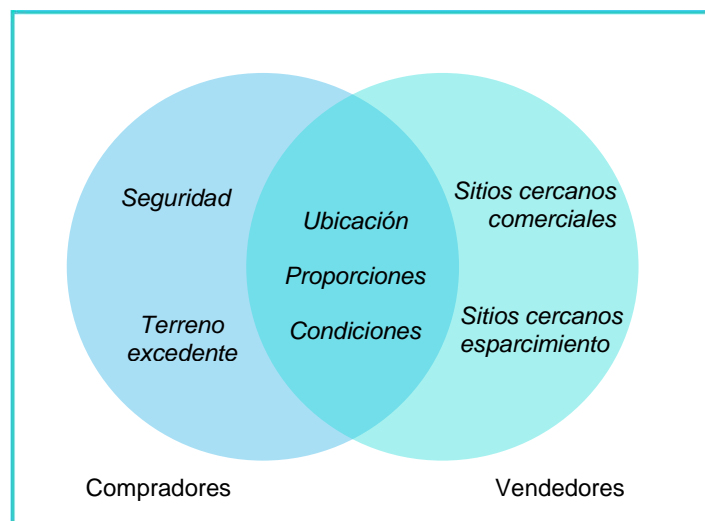 Seguridad
Terreno
excedente
Ubicación
Proporciones
Condiciones
Sitios cercanos
comerciales
Sitios cercanos
esparcimiento
Compradores
Vendedores